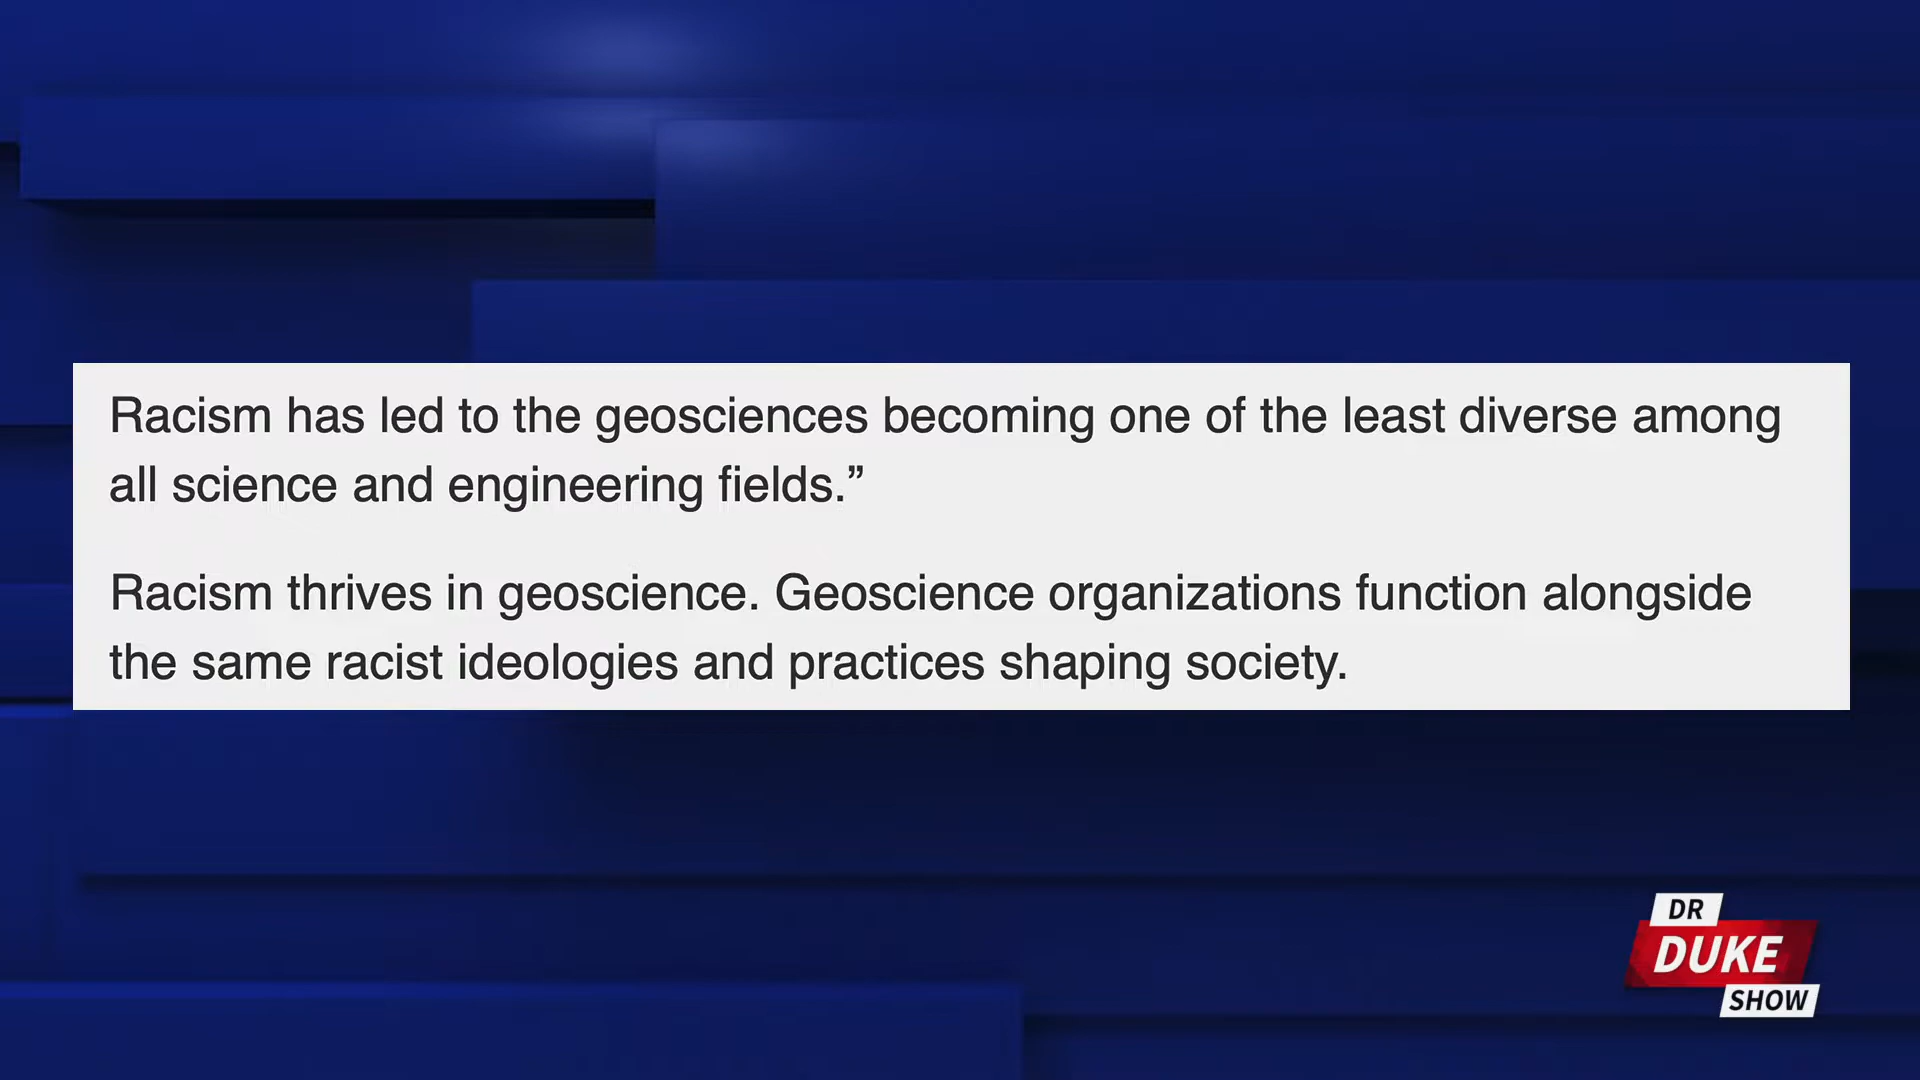 Racism has led to the geosciences becoming one of the least diverse among
all science and engineering fields.”
Racism thrives in geoscience. Geoscience organizations function alongside
the same racist ideologies and practices shaping society.
DR
DUKE
SHOW